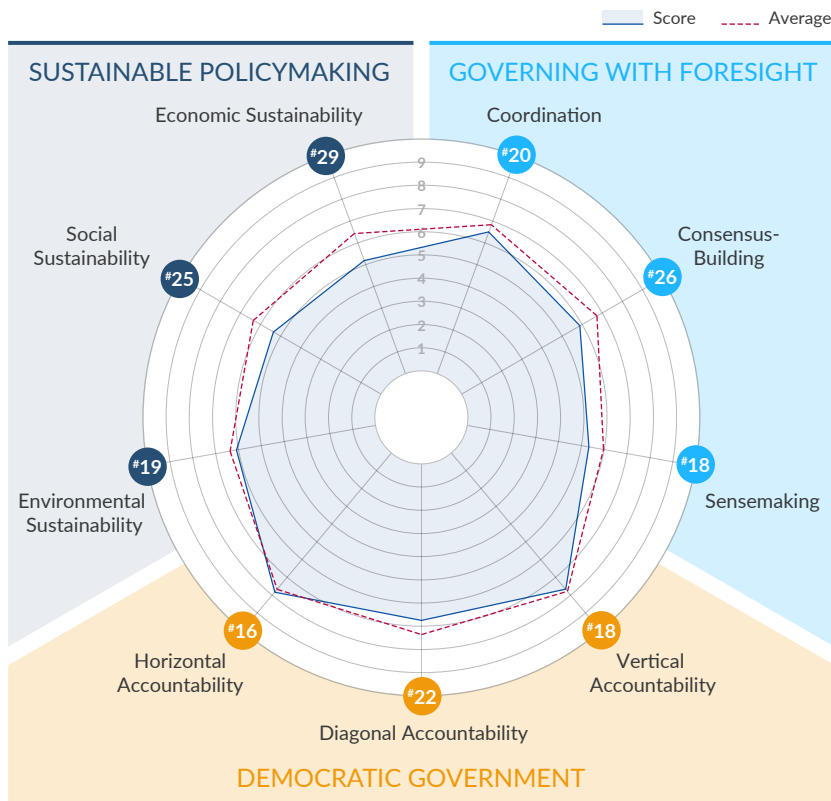 Score
Average
SUSTAINABLE POLICYMAKING
GOVERNING WITH FORESIGHT
Economic Sustainability
Coordination
#29
#20
9
8
7
6
5
4
3
2
1
Social
Sustainability
#25
Consensus-
Building
#26
#19
Environmental
Sustainability
#18
Sensemaking
#16
Horizontal
Accountability
#18
Vertical
Accountability
#22
Diagonal Accountability
DEMOCRATIC GOVERNMENT